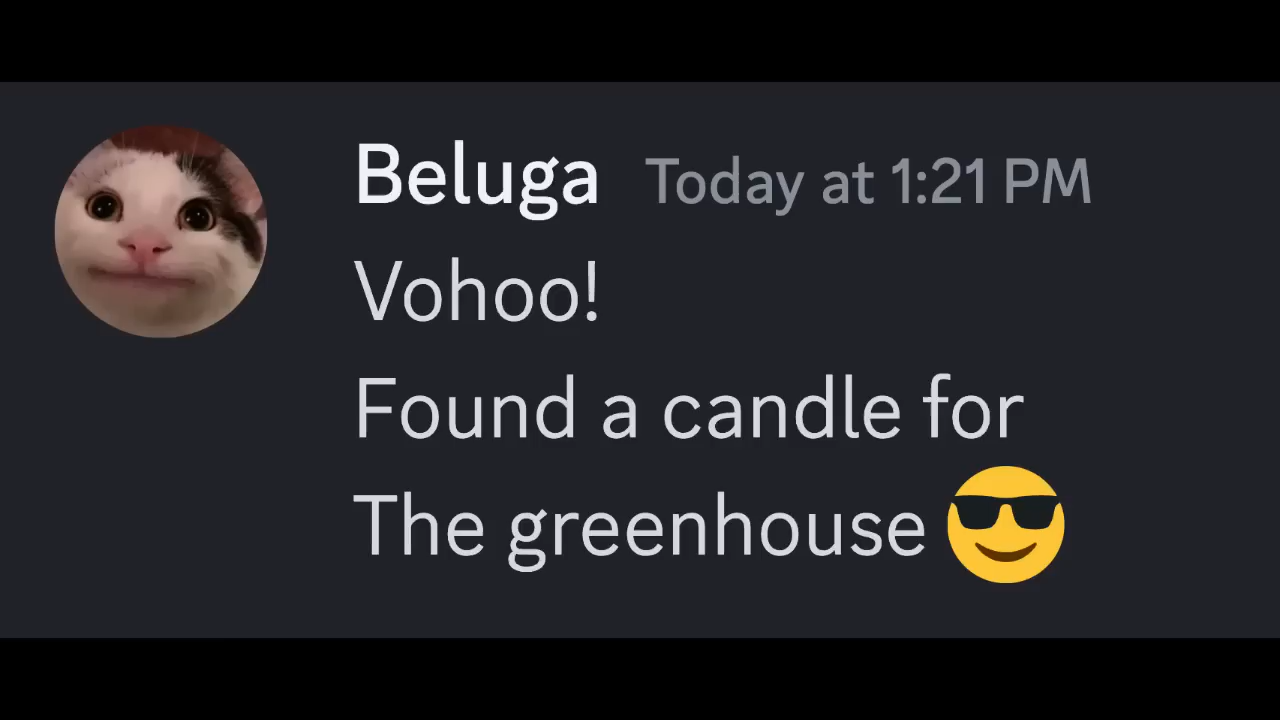 Beluga Today at 1:21 PM
Vohoo!
Found a candle for
The greenhouse 😎